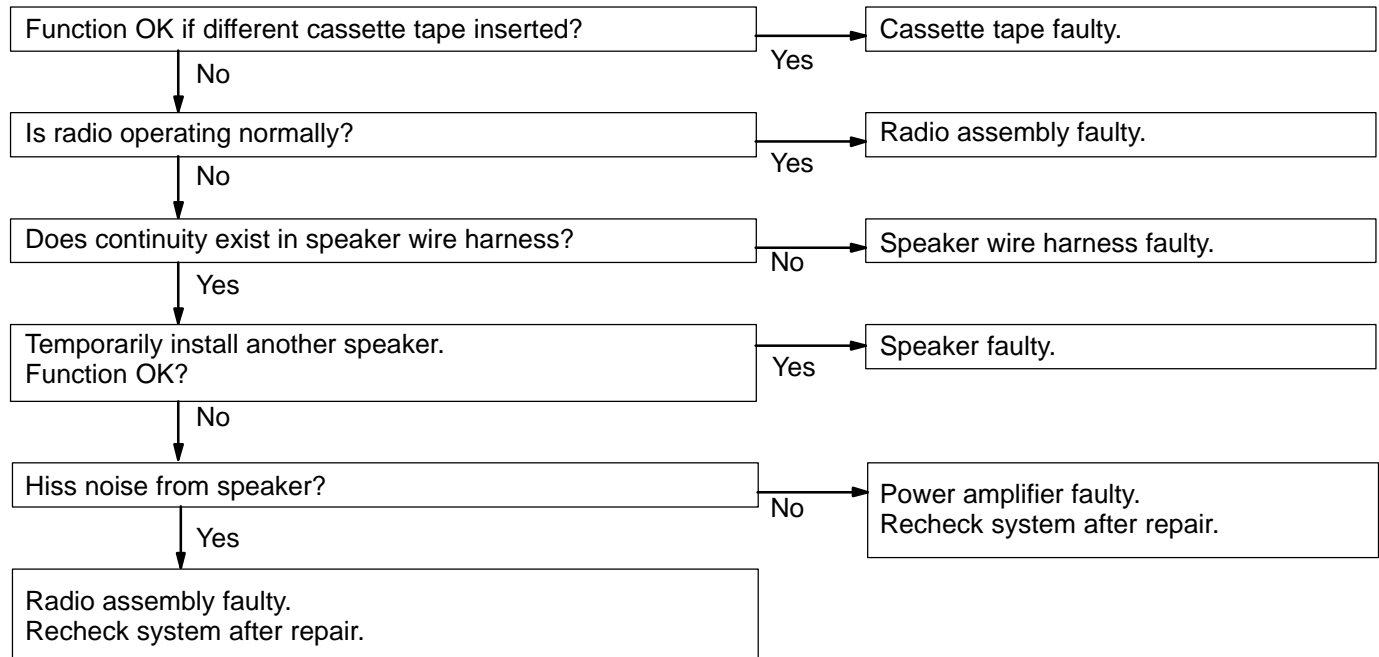 Function OK if different cassette tape inserted?
Yes
Cassette tape faulty.
No
Is radio operating normally?
Yes
Radio assembly faulty.
No
Does continuity exist in speaker wire harness?
No
Speaker wire harness faulty.
Yes
Temporarily install another speaker.
Function OK?
Yes
Speaker faulty.
No
Hiss noise from speaker?
No
Power amplifier faulty.
Recheck system after repair.
Yes
Radio assembly faulty.
Recheck system after repair.